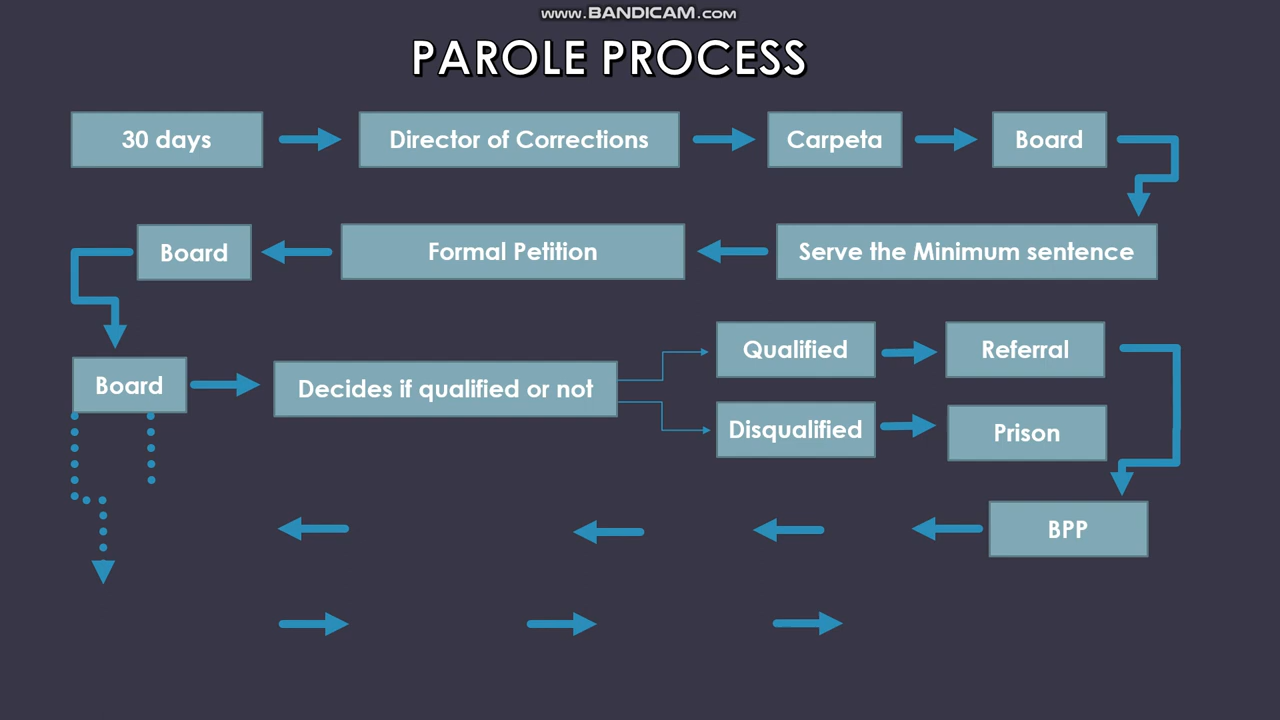 www.BANDICAM.com
PAROLE PROCESS
30 days
Director of Corrections
Carpeta
Board
Serve the Minimum sentence
Formal Petition
Board
Board
Decides if qualified or not
Qualified
Referral
Disqualified
Prison
BPP